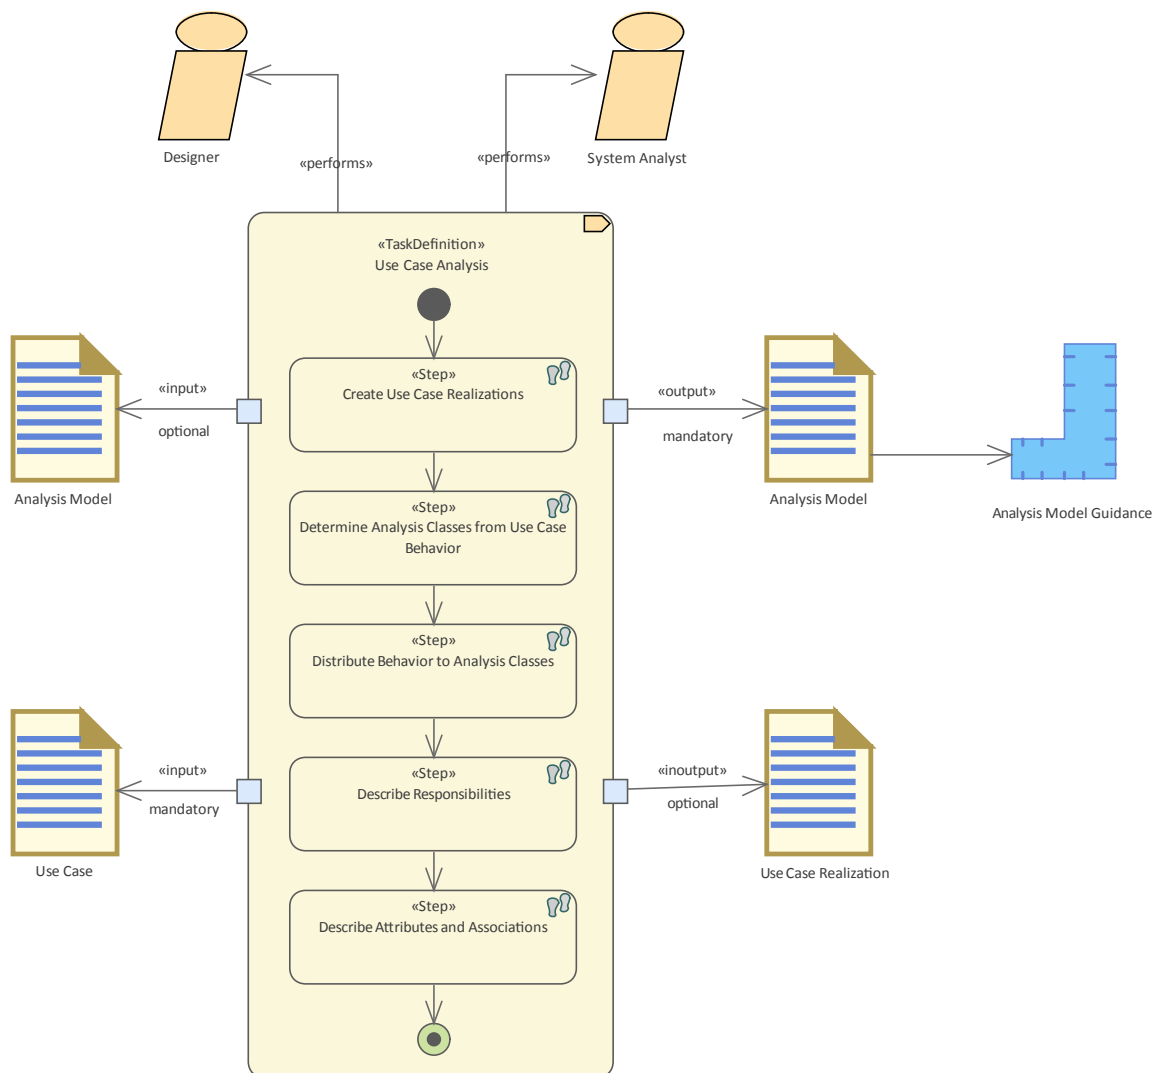 Designer
System Analyst
«performs»
«performs»
«TaskDefinition»
Use Case Analysis
«Step»
Create Use Case Realizations
«input»
optional
Analysis Model
«output»
mandatory
Analysis Model
Analysis Model Guidance
«Step»
Determine Analysis Classes from Use Case
Behavior
«Step»
Distribute Behavior to Analysis Classes
«Step»
Describe Responsibilities
«input»
mandatory
Use Case
«inoutput»
optional
Use Case Realization
«Step»
Describe Attributes and Associations